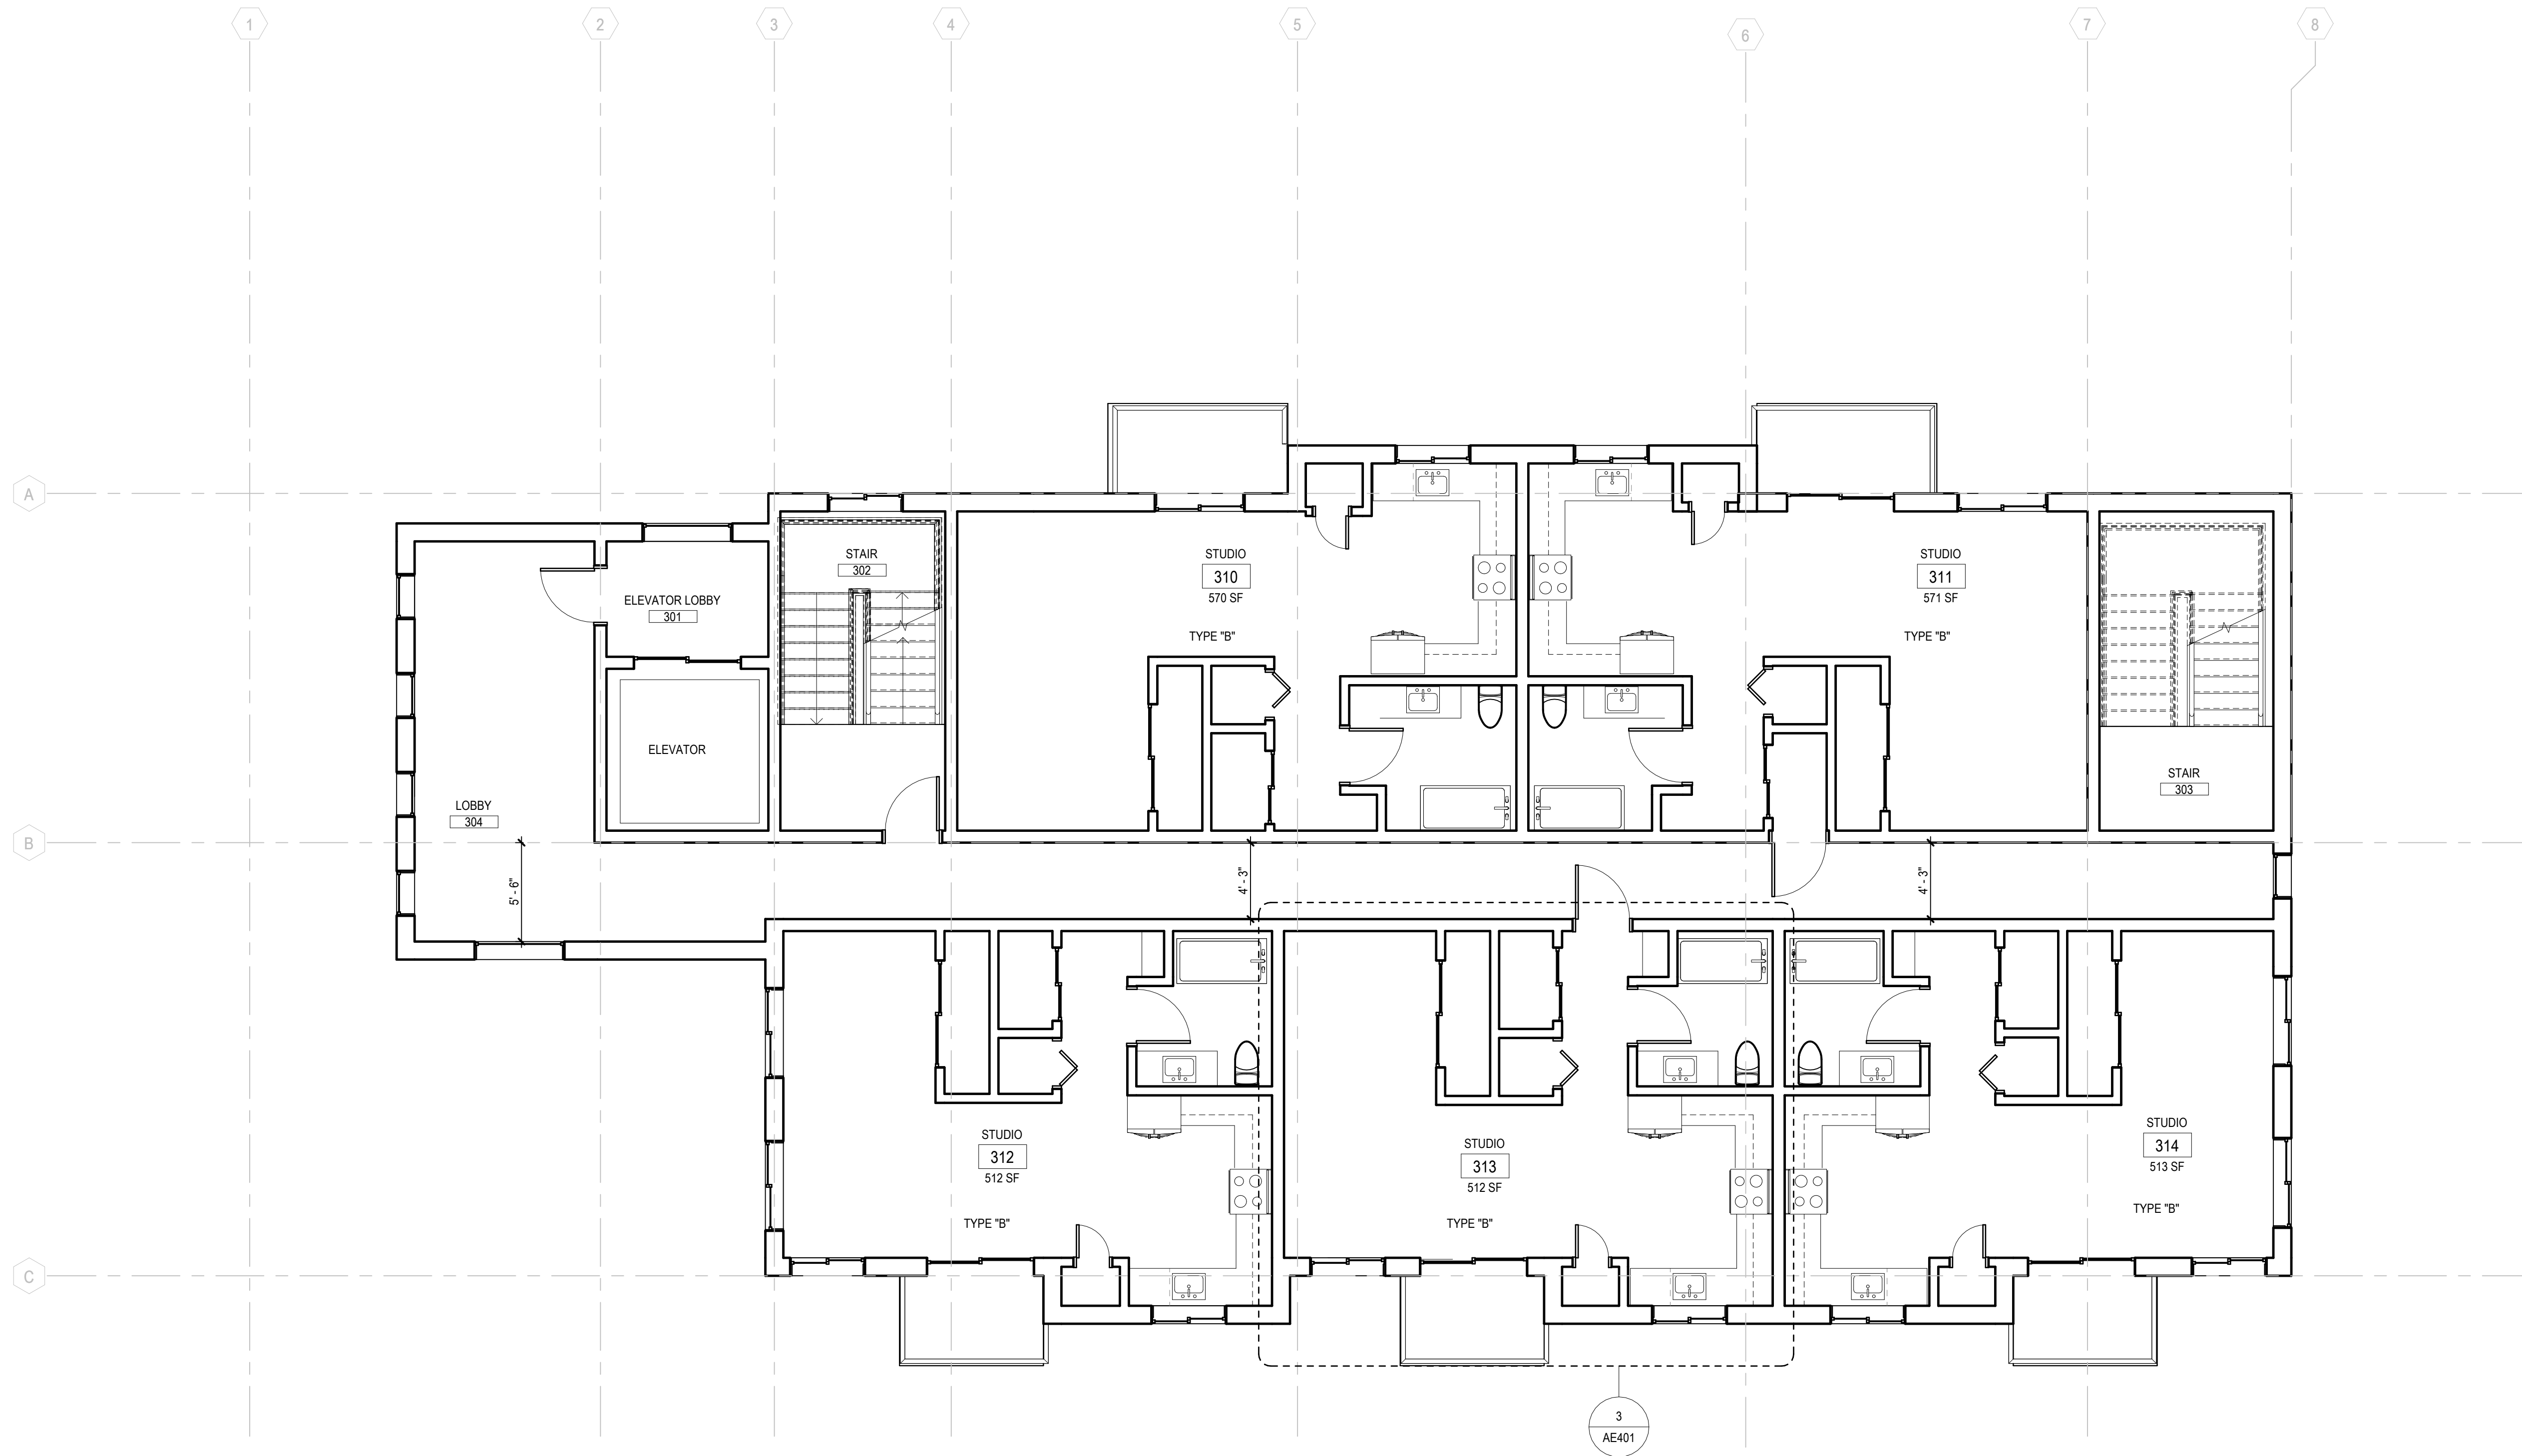 1
2
3
4
5
6
7
8
A
B
C
STAIR
302
ELEVATOR LOBBY
301
ELEVATOR
LOBBY
304
5' - 6"
STUDIO
310
570 SF
TYPE "B"
STUDIO
311
571 SF
TYPE "B"
STAIR
303
4' - 3"
4' - 3"
STUDIO
312
512 SF
TYPE "B"
STUDIO
313
512 SF
TYPE "B"
STUDIO
314
513 SF
TYPE "B"
3
AE401